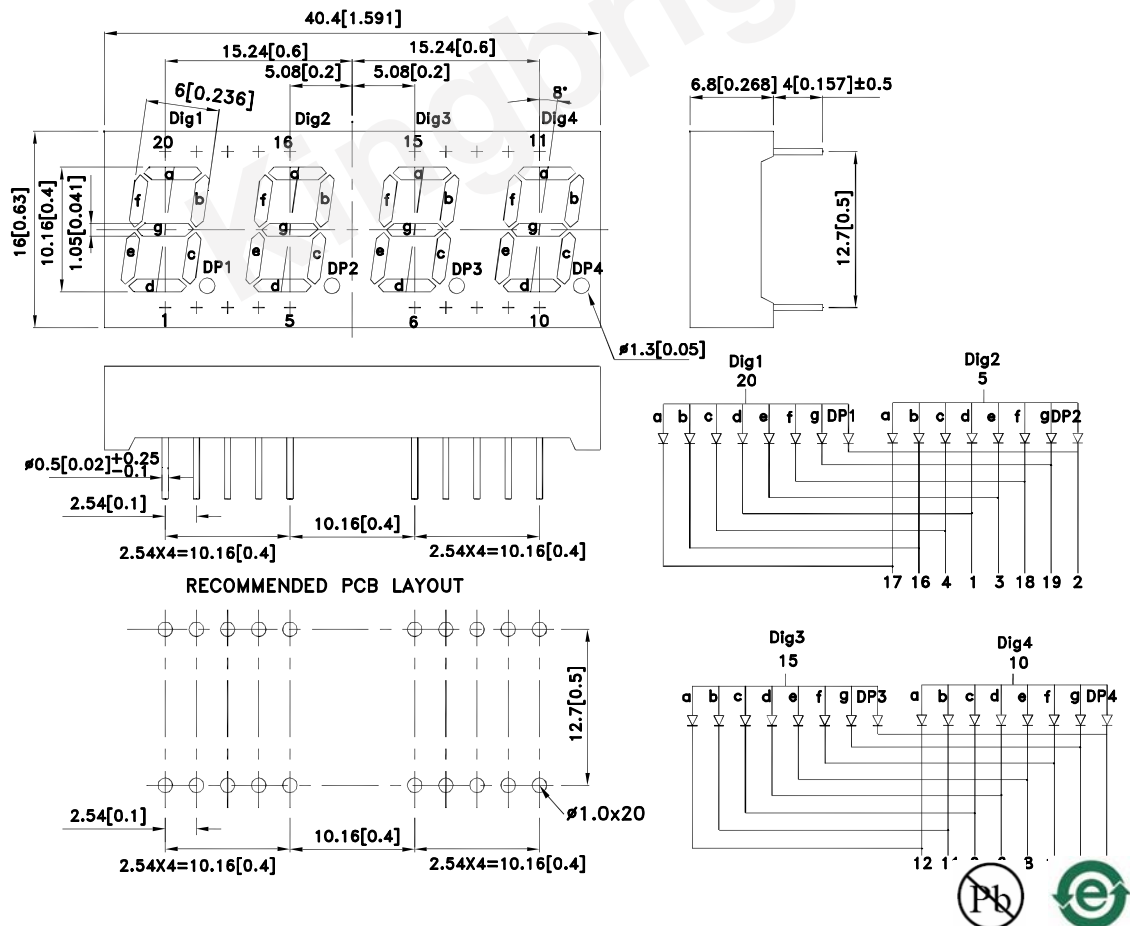 40.4[1.591]
15.24[0.6] 15.24[0.6]
5.08[0.2] 5.08[0.2]
6[0.236] 8°
Dig1 Dig2 Dig3 Dig4
20 16 15 11
16[0.63]
10.16[0.4]
1.05[0.041]
a a a a
f b f b f b f b
g g g g
e c e c e c e c
d DP1 d DP2 d DP3 d DP4
1 5 6 10
ø1.3[0.05]
6.8[0.268] 4[0.157]±0.5
12.7[0.5]
ø0.5[0.02]+0.25 -0.1
2.54[0.1]
10.16[0.4]
2.54X4=10.16[0.4] 2.54X4=10.16[0.4]
RECOMMENDED PCB LAYOUT
12.7[0.5]
ø1.0x20
2.54[0.1]
10.16[0.4]
2.54X4=10.16[0.4] 2.54X4=10.16[0.4]
Dig1 Dig2
20 5
a b c d e f g DP1 a b c d e f g DP2
17 16 4 1 3 18 19 2
Dig3 Dig4
15 10
a b c d e f g DP3 a b c d e f g DP4
12
Pb
e